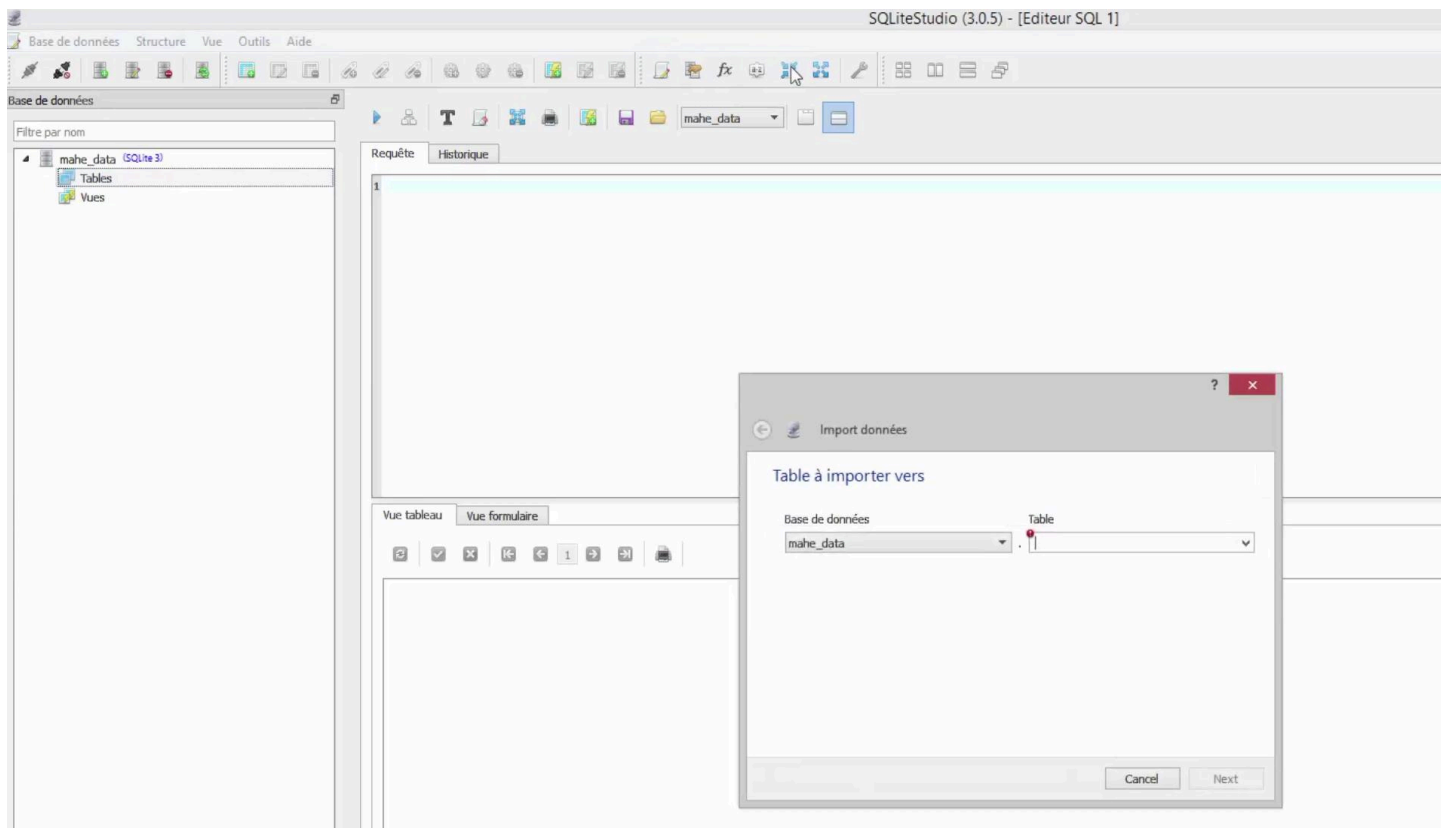 SQLiteStudio (3.0.5) - [Editeur SQL 1]
Base de données Structure Vue Outils Aide
Base de données
Filtre par nom
mahe_data (SQLite 3)
Tables
Vues
mahe_data
Requête Historique
1
Vue tableau Vue formulaire
1
?
Import données
Table à importer vers
Base de données Table
mahe_data .
Cancel Next